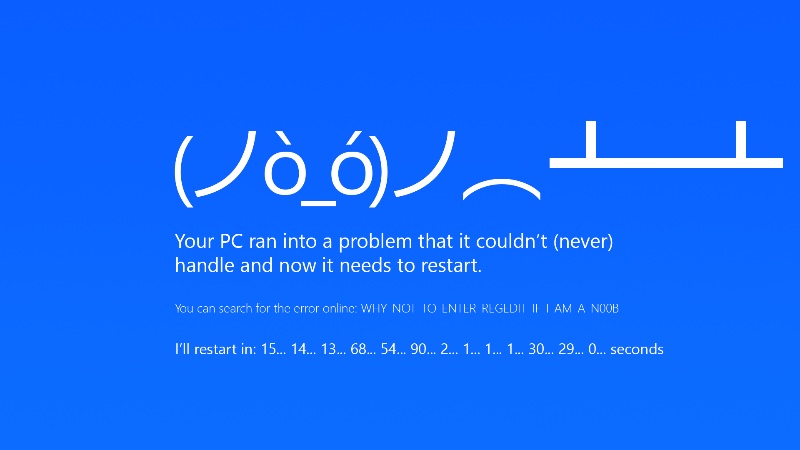 (ノò_ó)ノ︵┻━┻
Your PC ran into a problem that it couldn't (never)
handle and now it needs to restart.
You can search for the error online: WHY NOT TO ENTER REGEDIT IF I AM A N00B
I'll restart in: 15... 14... 13... 68... 54... 90... 2... 1... 1... 1... 30... 29... 0... seconds